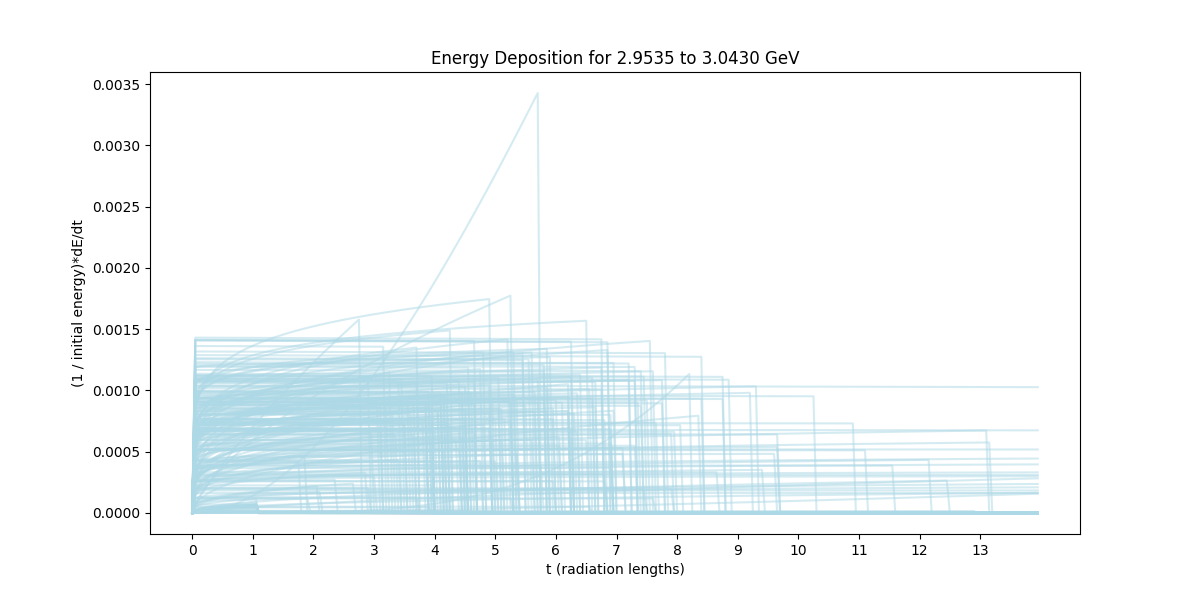 Energy Deposition for 2.9535 to 3.0430 GeV
(1 / initial energy)*dE/dt
0.0035
0.0030
0.0025
0.0020
0.0015
0.0010
0.0005
0.0000
0 1 2 3 4 5 6 7 8 9 10 11 12 13
t (radiation lengths)